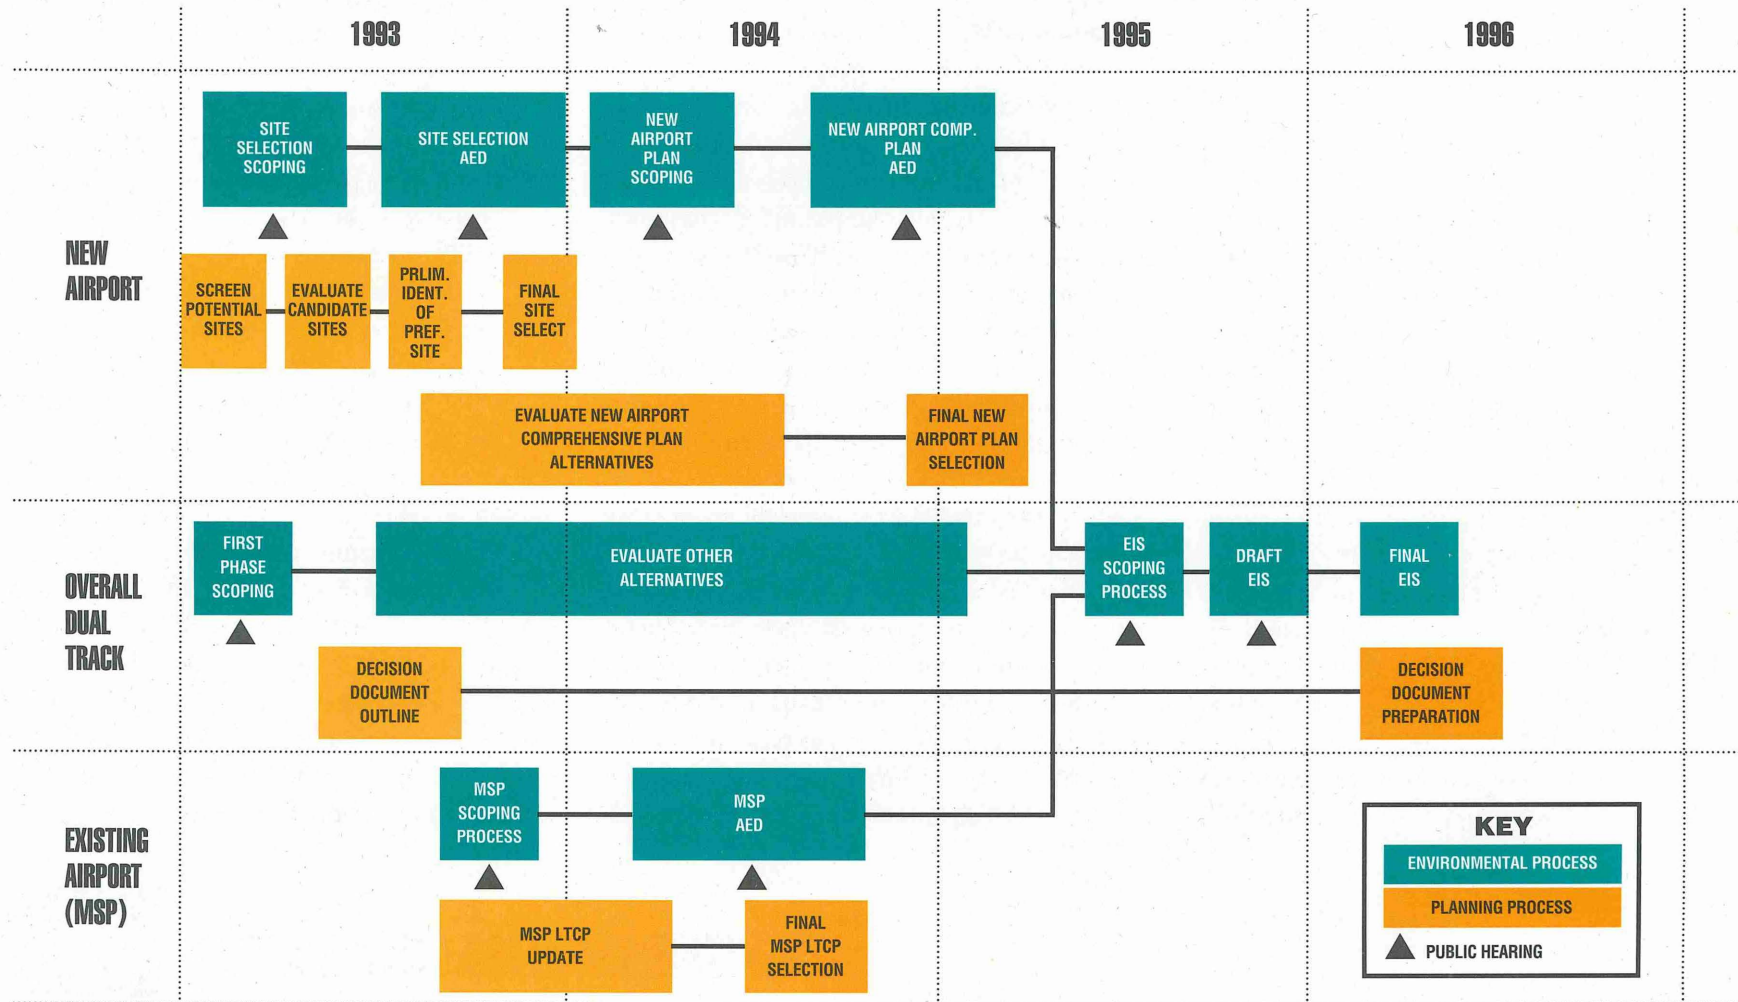 1993
1994
1995
1996
NEW
AIRPORT
SITE
SELECTION
SCOPING
SITE SELECTION
AED
NEW
AIRPORT
PLAN
SCOPING
NEW AIRPORT COMP.
PLAN
AED
SCREEN
POTENTIAL
SITES
EVALUATE
CANDIDATE
SITES
PRLIM.
IDENT.
OF
PREF.
SITE
FINAL
SITE
SELECT
EVALUATE NEW AIRPORT
COMPREHENSIVE PLAN
ALTERNATIVES
FINAL NEW
AIRPORT PLAN
SELECTION
OVERALL
DUAL
TRACK
FIRST
PHASE
SCOPING
EVALUATE OTHER
ALTERNATIVES
EIS
SCOPING
PROCESS
DRAFT
EIS
FINAL
EIS
DECISION
DOCUMENT
OUTLINE
DECISION
DOCUMENT
PREPARATION
EXISTING
AIRPORT
(MSP)
MSP
SCOPING
PROCESS
MSP
AED
MSP LTCP
UPDATE
FINAL
MSP LTCP
SELECTION
KEY
ENVIRONMENTAL PROCESS
PLANNING PROCESS
PUBLIC HEARING